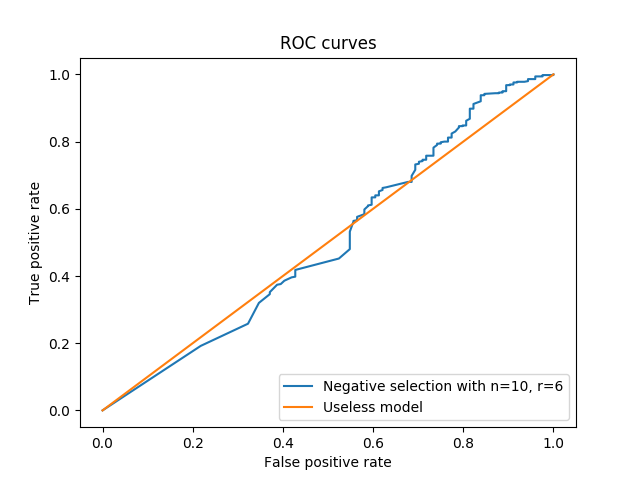 ROC curves
True positive rate
1.0
0.8
0.6
0.4
0.2
0.0
Negative selection with n=10, r=6
Useless model
0.0 0.2 0.4 0.6 0.8 1.0
False positive rate